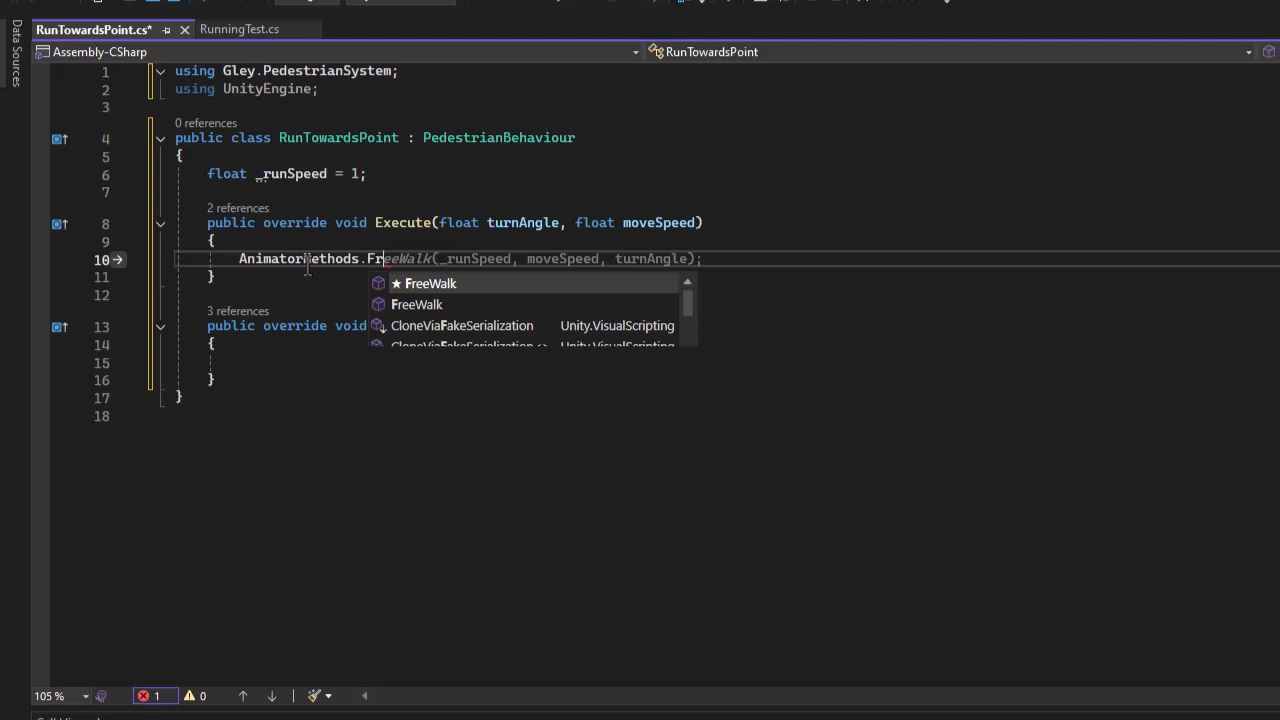 RunTowardsPoint.cs*
RunningTest.cs
Data Sources
Assembly-CSharp
RunTowardsPoint
1 using Gley.PedestrianSystem;
2 using UnityEngine;
3
0 references
4 public class RunTowardsPoint : PedestrianBehaviour
5 {
6 float _runSpeed = 1;
7
2 references
8 public override void Execute(float turnAngle, float moveSpeed)
9 {
10 AnimatorMethods.FreeWalk(_runSpeed, moveSpeed, turnAngle);
11 }
★ FreeWalk
12
FreeWalk
3 references
CloneViaFakeSerialization Unity.VisualScripting
13 public override void
14 {
CloneViaFakeSerialization<> Unity.VisualScripting
15
16 }
17 }
18
105 %
1
0